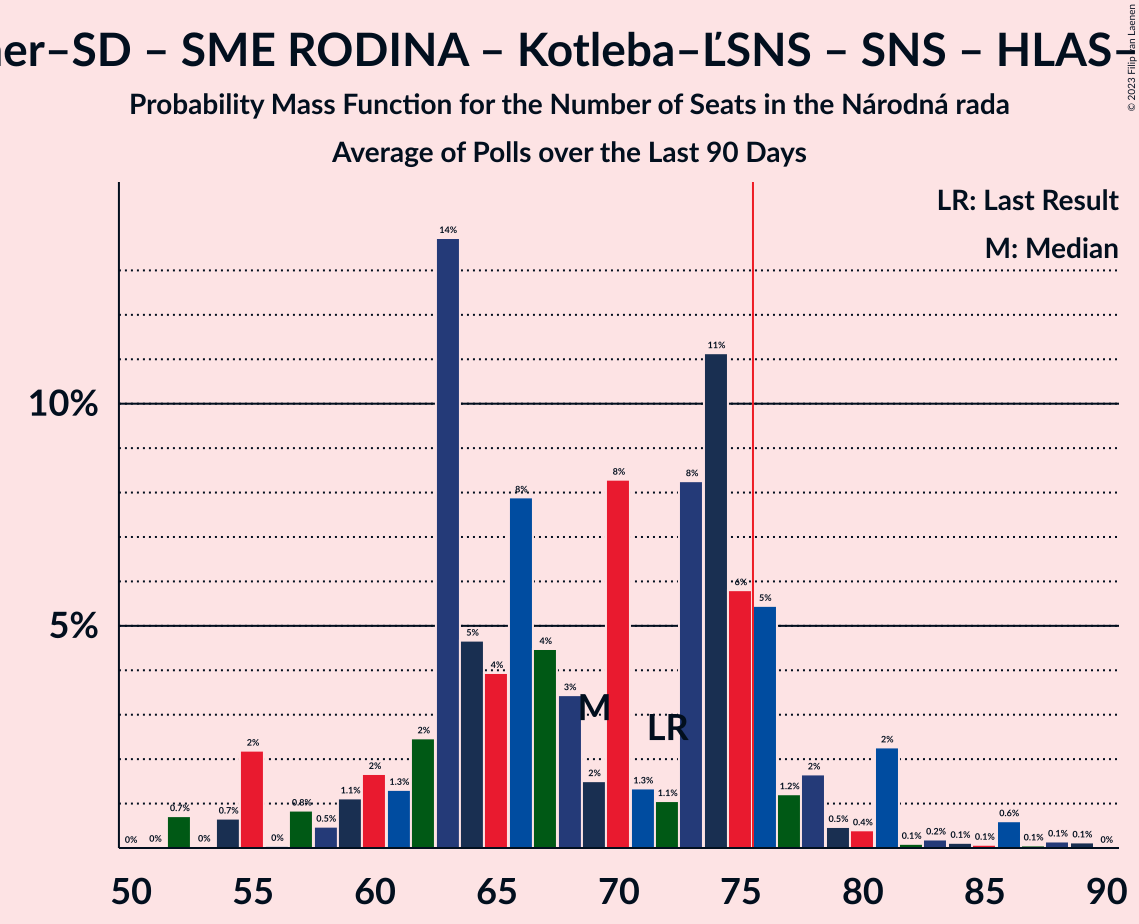 er–SD – SME RODINA – Kotleba–ĽSNS – SNS – HLAS–
© 2023 Filip van Laenen
Probability Mass Function for the Number of Seats in the Národná rada
Average of Polls over the Last 90 Days
LR: Last Result
M: Median
10%
5%
0% 0% 0.7% 0% 0.7% 2% 0% 0.8% 0.5% 1.1% 2% 1.3% 2% 14% 5% 4% 8% 4% 3% 2% 8% 1.3% 1.1% 8% 11% 6% 5% 1.2% 2% 0.5% 0.4% 2% 0.1% 0.2% 0.1% 0.1% 0.6% 0.1% 0.1% 0.1% 0%
M
LR
50 55 60 65 70 75 80 85 90